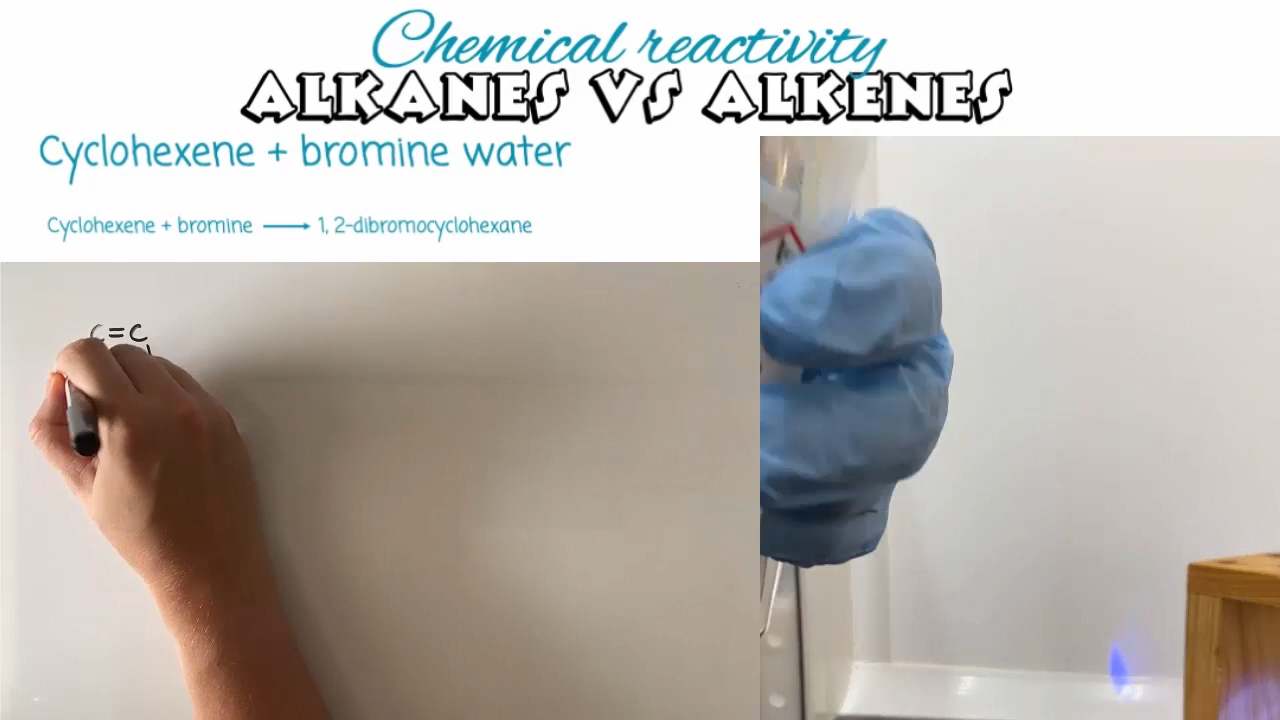 Chemical reactivity
ALKANES VS ALKENES
Cyclohexene + bromine water
Cyclohexene + bromine ⟶ 1, 2-dibromocyclohexane
C=C